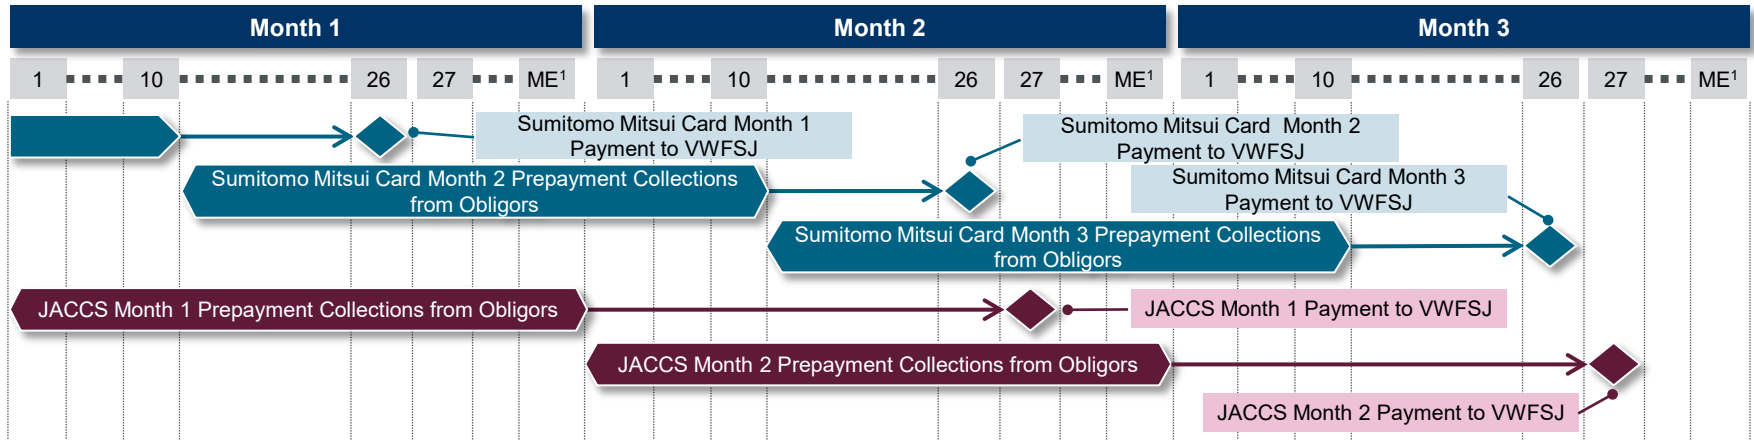 Month 1
Month 2
Month 3
1 10 26 27 ME¹ 1 10 26 27 ME¹ 1 10 26 27 ME¹
Sumitomo Mitsui Card Month 1
Payment to VWFSJ
Sumitomo Mitsui Card Month 2
Payment to VWFSJ
Sumitomo Mitsui Card Month 2 Prepayment Collections
from Obligors
Sumitomo Mitsui Card Month 3
Payment to VWFSJ
Sumitomo Mitsui Card Month 3 Prepayment Collections
from Obligors
JACCS Month 1 Prepayment Collections from Obligors
JACCS Month 1 Payment to VWFSJ
JACCS Month 2 Prepayment Collections from Obligors
JACCS Month 2 Payment to VWFSJ